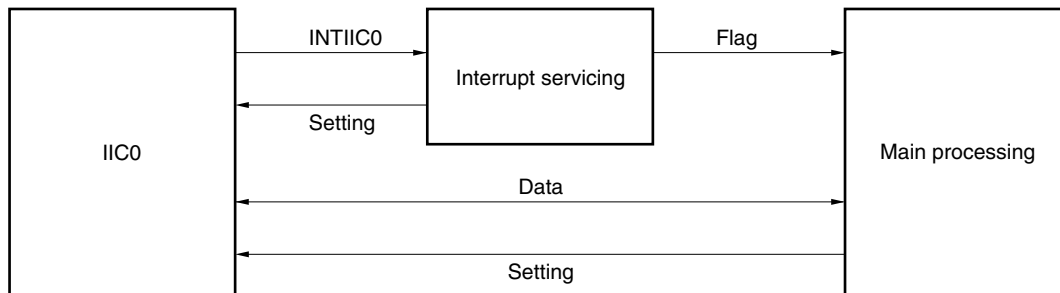 INTIIC0
Flag
Interrupt servicing
Setting
IIC0
Main processing
Data
Setting